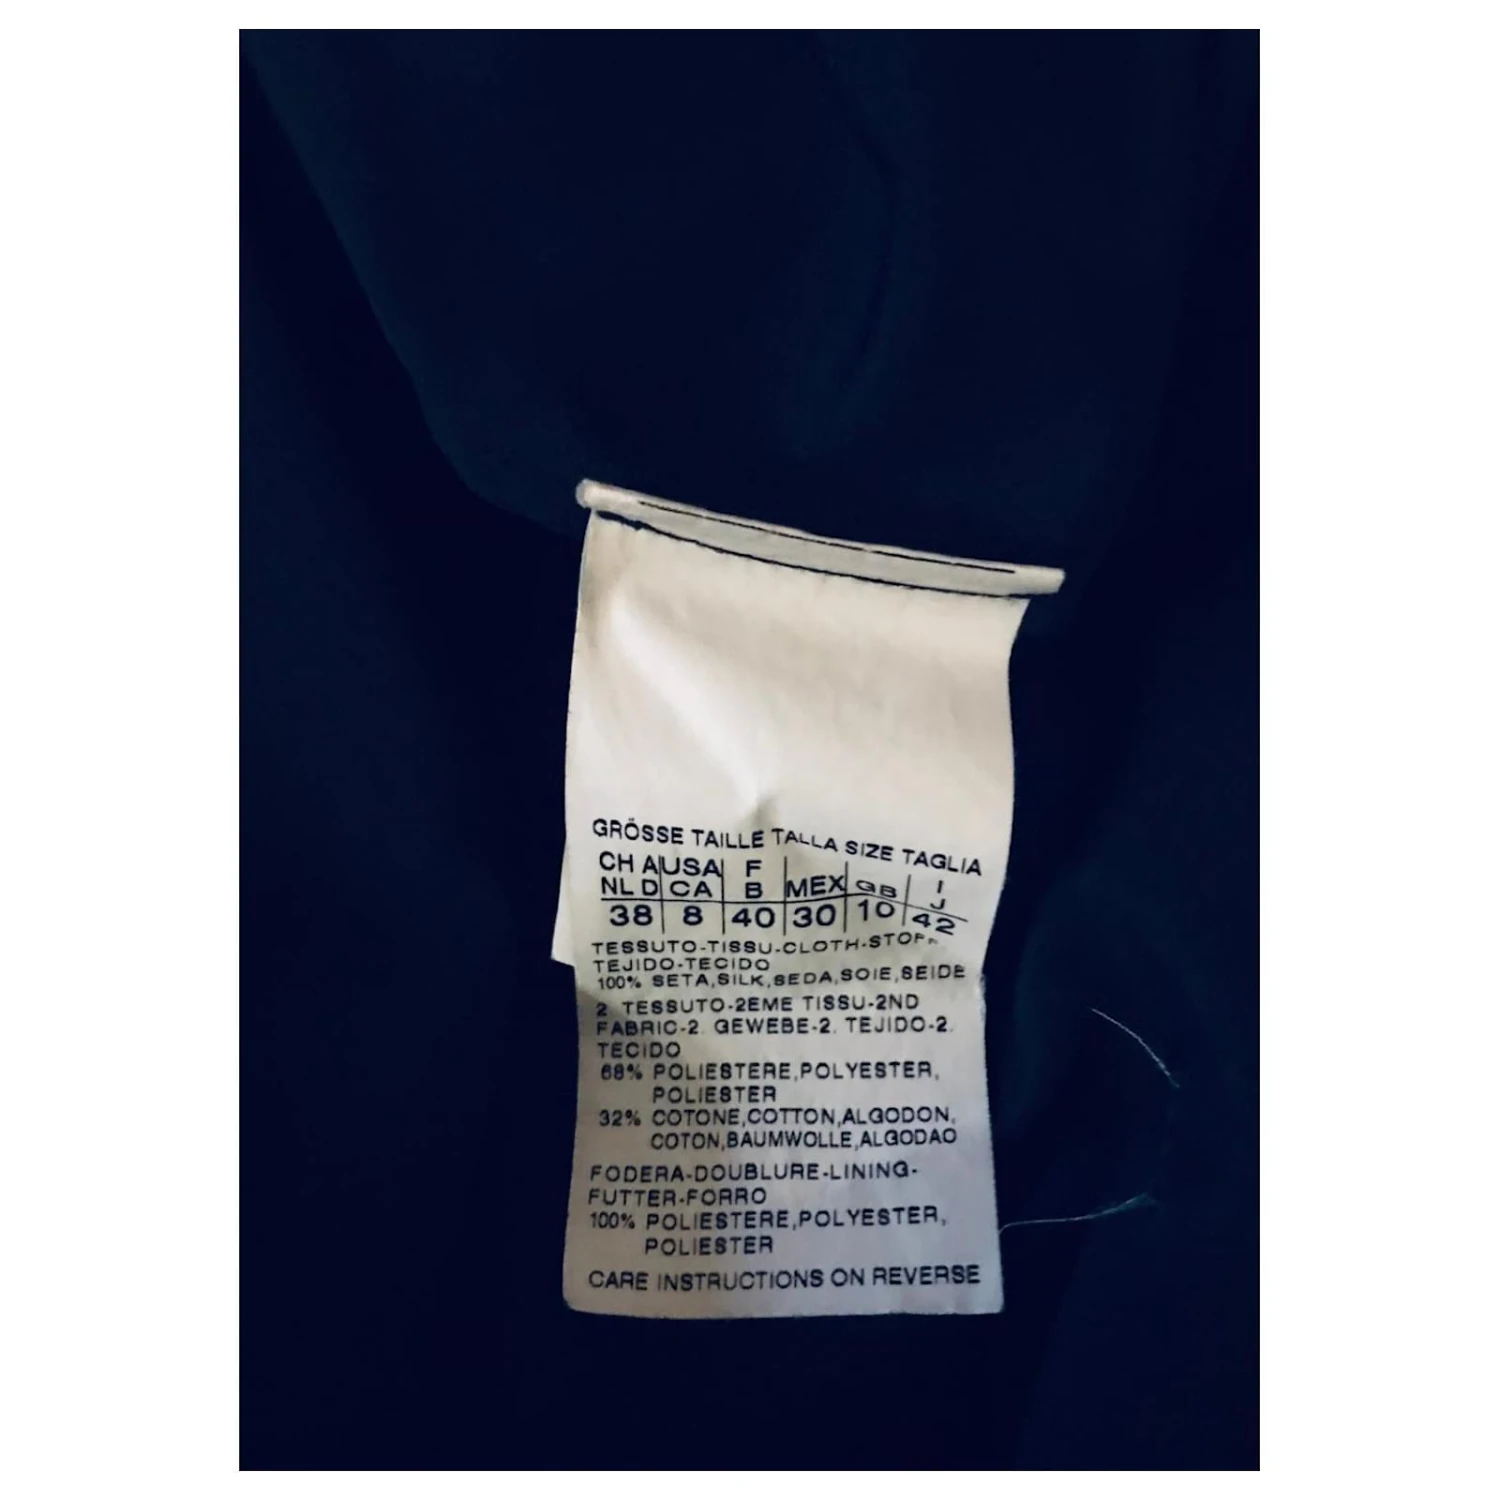 GRÖSSE TAILLE TALLA SIZE TAGLIA
CH A USA F I
NL D CA B MEX GB J
38 8 40 30 10 42
TESSUTO-TISSU-CLOTH-STOFF-
TEJIDO-TECIDO
100% SETA,SILK,SEDA,SOIE,SEIDE
2. TESSUTO-2EME TISSU-2ND
FABRIC-2. GEWEBE-2. TEJIDO-2.
TECIDO
68% POLIESTERE,POLYESTER,
POLIESTER
32% COTONE,COTTON,ALGODON,
COTON,BAUMWOLLE,ALGODAO
FODERA-DOUBLURE-LINING-
FUTTER-FORRO
100% POLIESTERE,POLYESTER,
POLIESTER
CARE INSTRUCTIONS ON REVERSE